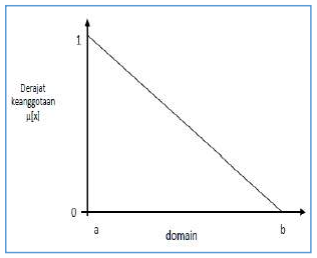 1
Derajat
keanggotaan
μ[x]
0
a
b
domain